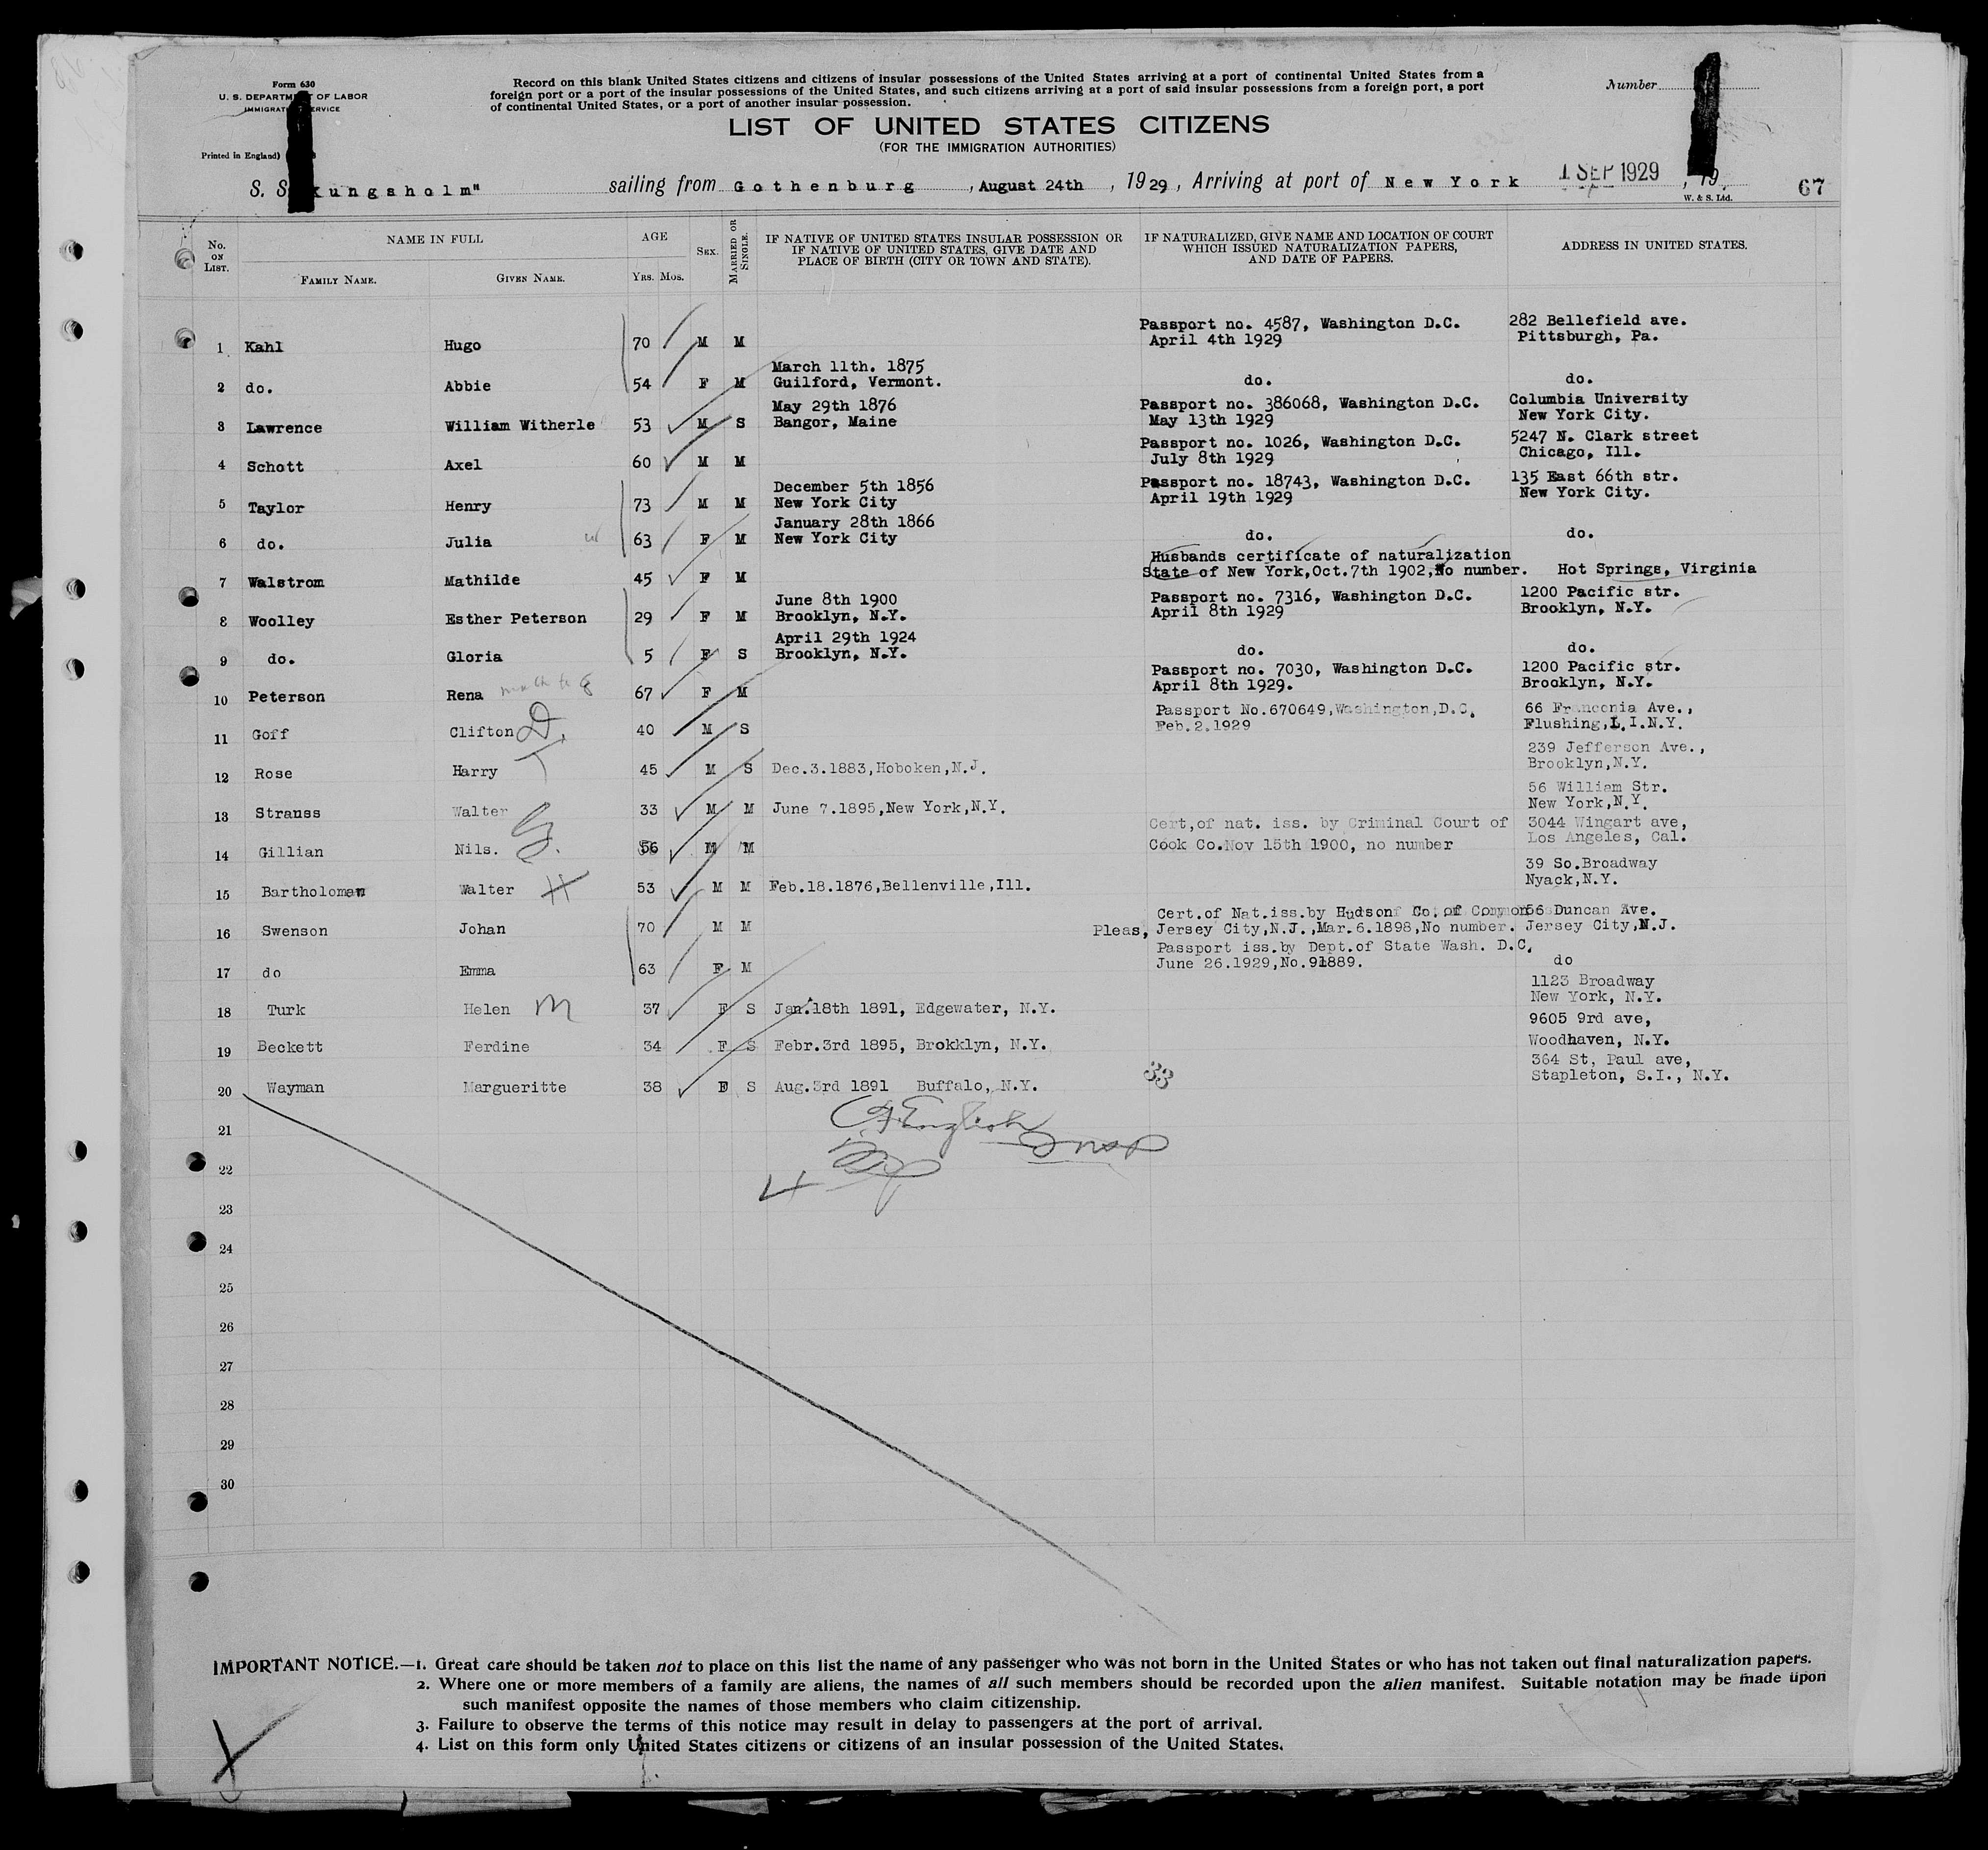 Form 630
U. S. DEPARTMENT OF LABOR
IMMIGRATION SERVICE
Printed in England)
Record on this blank United States citizens and citizens of insular possessions of the United States arriving at a port of continental United States from a
foreign port or a port of the insular possessions of the United States, and such citizens arriving at a port of said insular possessions from a foreign port, a port
of continental United States, or a port of another insular possession.
Number
LIST OF UNITED STATES CITIZENS
(FOR THE IMMIGRATION AUTHORITIES)
S. S. Kungsholm" sailing from Gothenburg, August 24th, 1929, Arriving at port of New York 1 SEP 1929, 19
W. & S. Ltd.
67
No. ON LIST.
NAME IN FULL
FAMILY NAME.
GIVEN NAME.
AGE
YRS. MOS.
SEX.
MARRIED OR SINGLE.
IF NATIVE OF UNITED STATES INSULAR POSSESSION OR
IF NATIVE OF UNITED STATES, GIVE DATE AND
PLACE OF BIRTH (CITY OR TOWN AND STATE).
IF NATURALIZED, GIVE NAME AND LOCATION OF COURT
WHICH ISSUED NATURALIZATION PAPERS,
AND DATE OF PAPERS.
ADDRESS IN UNITED STATES.
Passport no. 4587, Washington D.C. 282 Bellefield ave.
April 4th 1929 Pittsburgh, Pa.
1 Kahl Hugo 70 M M
March 11th. 1875
2 do. Abbie 54 F M Guilford, Vermont. do. do.
May 29th 1876 Passport no. 386068, Washington D.C. Columbia University
3 Lawrence William Witherle 53 M S Bangor, Maine May 13th 1929 New York City.
Passport no. 1026, Washington D.C. 5247 N. Clark street
4 Schott Axel 60 M M July 8th 1929 Chicago, Ill.
December 5th 1856 Passport no. 18743, Washington D.C. 135 East 66th str.
5 Taylor Henry 73 M M New York City April 19th 1929 New York City.
January 28th 1866
6 do. Julia w 63 F M New York City do. do.
Husbands certificate of naturalization
7 Walstrom Mathilde 45 F M State of New York,Oct.7th 1902,No number. Hot Springs, Virginia
June 8th 1900 Passport no. 7316, Washington D.C. 1200 Pacific str.
8 Woolley Esther Peterson 29 F M Brooklyn, N.Y. April 8th 1929 Brooklyn, N.Y.
April 29th 1924
9 do. Gloria 5 F S Brooklyn, N.Y. do. do.
Passport no. 7030, Washington D.C. 1200 Pacific str.
10 Peterson Rena 67 F M April 8th 1929. Brooklyn, N.Y.
Passport No.670649,Washington,D.C. 66 Franconia Ave.,
11 Goff Clifton D. 40 M S Feb.2.1929 Flushing,L.I.N.Y.
239 Jefferson Ave.,
12 Rose Harry T 45 M S Dec.3.1883,Hoboken,N.J. Brooklyn,N.Y.
56 William Str.
13 Strauss Walter 33 M M June 7.1895,New York,N.Y. New York,N.Y.
Cert,of nat. iss. by Criminal Court of 3044 Wingart ave,
14 Gillian Nils. G. 56 M M Cook Co.Nov 15th 1900, no number Los Angeles, Cal.
39 So.Broadway
15 Bartholomew Walter H 53 M M Feb.18.1876,Bellenville,Ill. Nyack,N.Y.
Cert.of Nat.iss.by Hudson Co. of Common 56 Duncan Ave.
16 Swenson Johan 70 M M Pleas, Jersey City,N.J.,Mar.6.1898,No number. Jersey City,N.J.
Passport iss.by Dept.of State Wash. D.C,
17 do Emma 63 F M June 26.1929,No.91889. do
1123 Broadway
18 Turk Helen M 37 F S Jan.18th 1891, Edgewater, N.Y. New York, N.Y.
9605 9rd ave,
19 Beckett Ferdine 34 F S Febr.3rd 1895, Brokklyn, N.Y. Woodhaven, N.Y.
364 St, Paul ave,
20 Wayman Margueritte 38 F S Aug.3rd 1891 Buffalo, N.Y. Stapleton, S.I., N.Y.
33
English
Insp
21
22
23
24
25
26
27
28
29
30
IMPORTANT NOTICE.—1. Great care should be taken not to place on this list the name of any passenger who was not born in the United States or who has not taken out final naturalization papers.
2. Where one or more members of a family are aliens, the names of all such members should be recorded upon the alien manifest. Suitable notation may be made upon
such manifest opposite the names of those members who claim citizenship.
3. Failure to observe the terms of this notice may result in delay to passengers at the port of arrival.
4. List on this form only United States citizens or citizens of an insular possession of the United States.